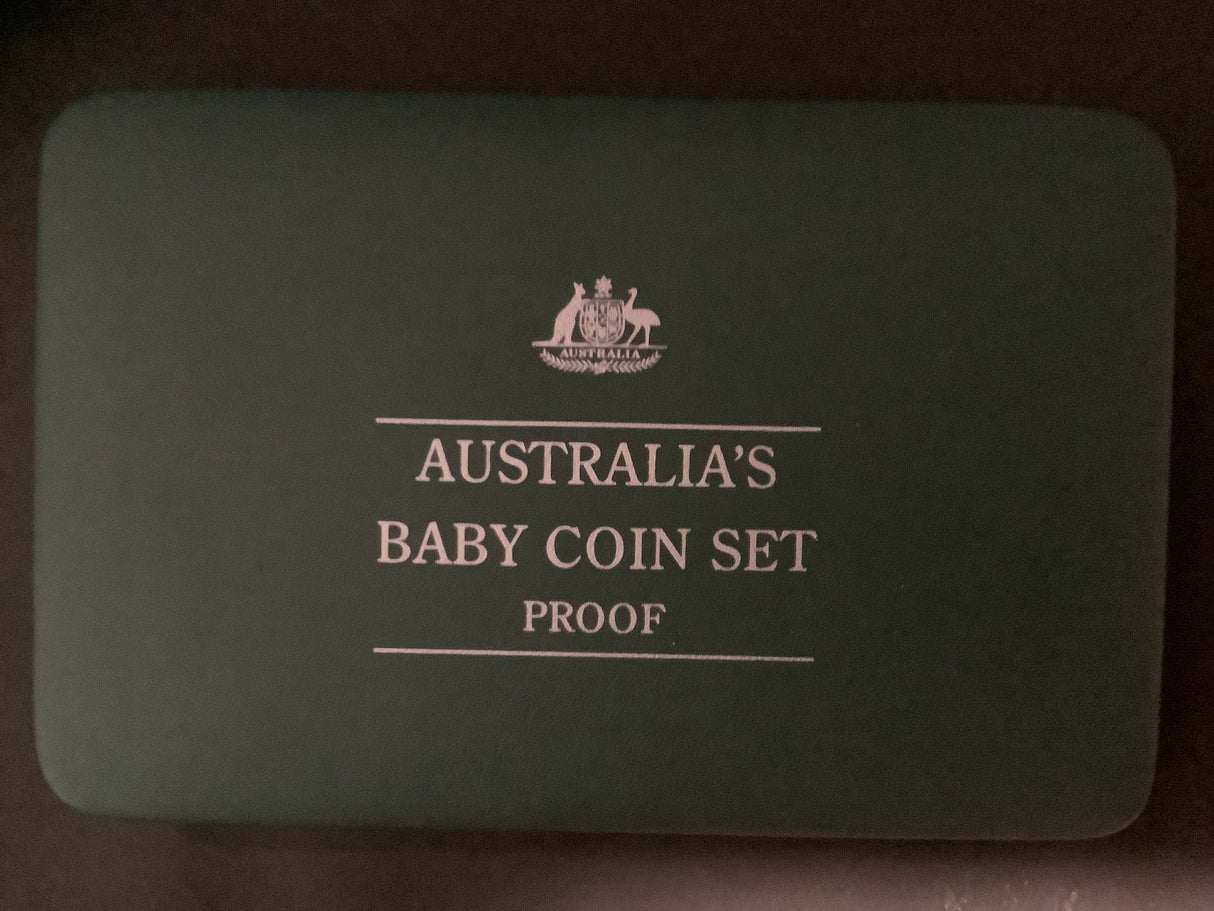 AUSTRALIA
AUSTRALIA'S
BABY COIN SET
PROOF